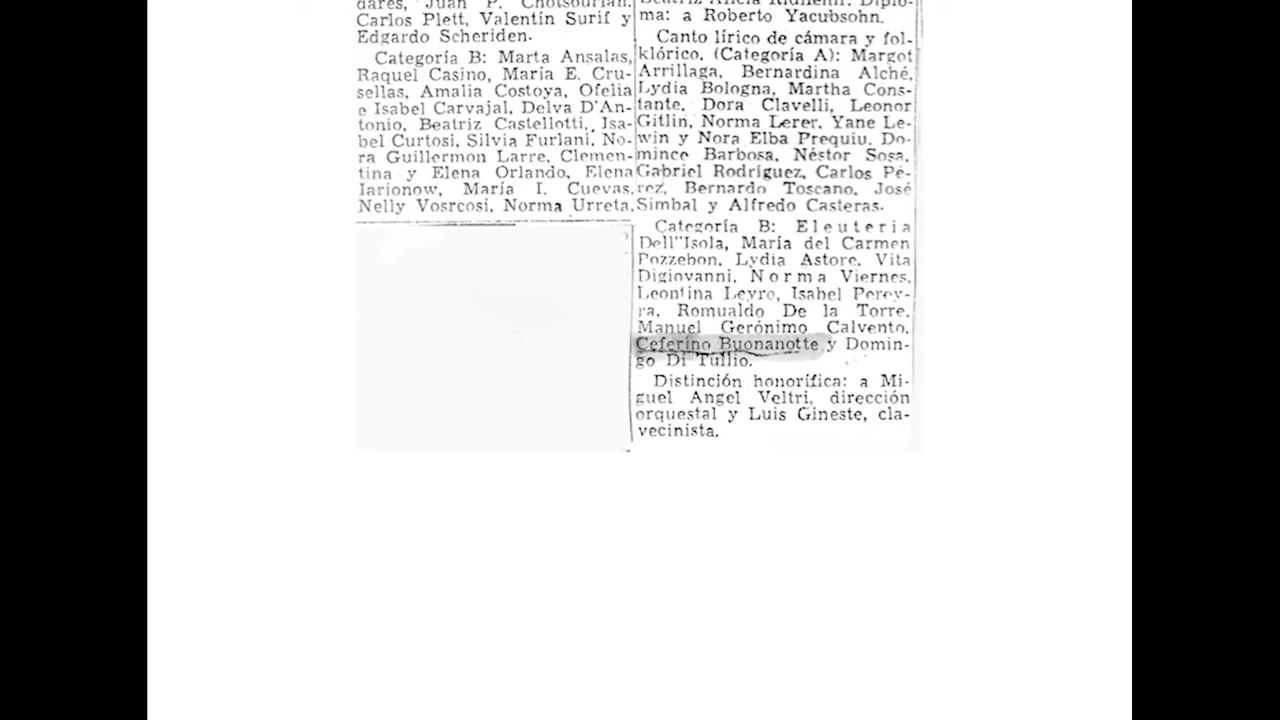 dares, Juan P. Chotsourian,
Carlos Plett, Valentín Surif y
Edgardo Scheriden.
Categoría B: Marta Ansalas,
Raquel Casino, María E. Cru-
sellas, Amalia Costoya, Ofelia
e Isabel Carvajal, Delva D'An-
tonio, Beatriz Castellotti, Isa-
bel Curtosi, Silvia Furlani, No-
ra Guillermon Larre, Clemen-
tina y Elena Orlando, Elena
Iarionow, María I. Cuevas,
Nelly Vosrcosi, Norma Urreta,
Beatriz Alicia Diplo-
ma: a Roberto Yacubsohn.
Canto lírico de cámara y fol-
klórico, (Categoría A): Margot
Arrillaga, Bernardina Alché,
Lydia Bologna, Martha Cons-
tante, Dora Clavelli, Leonor
Gitlin, Norma Lerer, Yane Le-
win y Nora Elba Prequiu, Do-
mince Barbosa, Néstor Sosa,
Gabriel Rodríguez, Carlos Pé-
rez, Bernardo Toscano, José
Simbal y Alfredo Casteras.
Categoría B: Eleuteria
Dell"Isola, María del Carmen
Pozzebon, Lydia Astore, Vita
Digiovanni, Norma Viernes,
Leontina Leyro, Isabel Perey-
ra, Romualdo De la Torre,
Manuel Gerónimo Calvento,
Ceferino Buonanotte y Domin-
go Di Tullio.
Distinción honorífica: a Mi-
guel Angel Veltri, dirección
orquestal y Luis Gineste, cla-
vecinista.